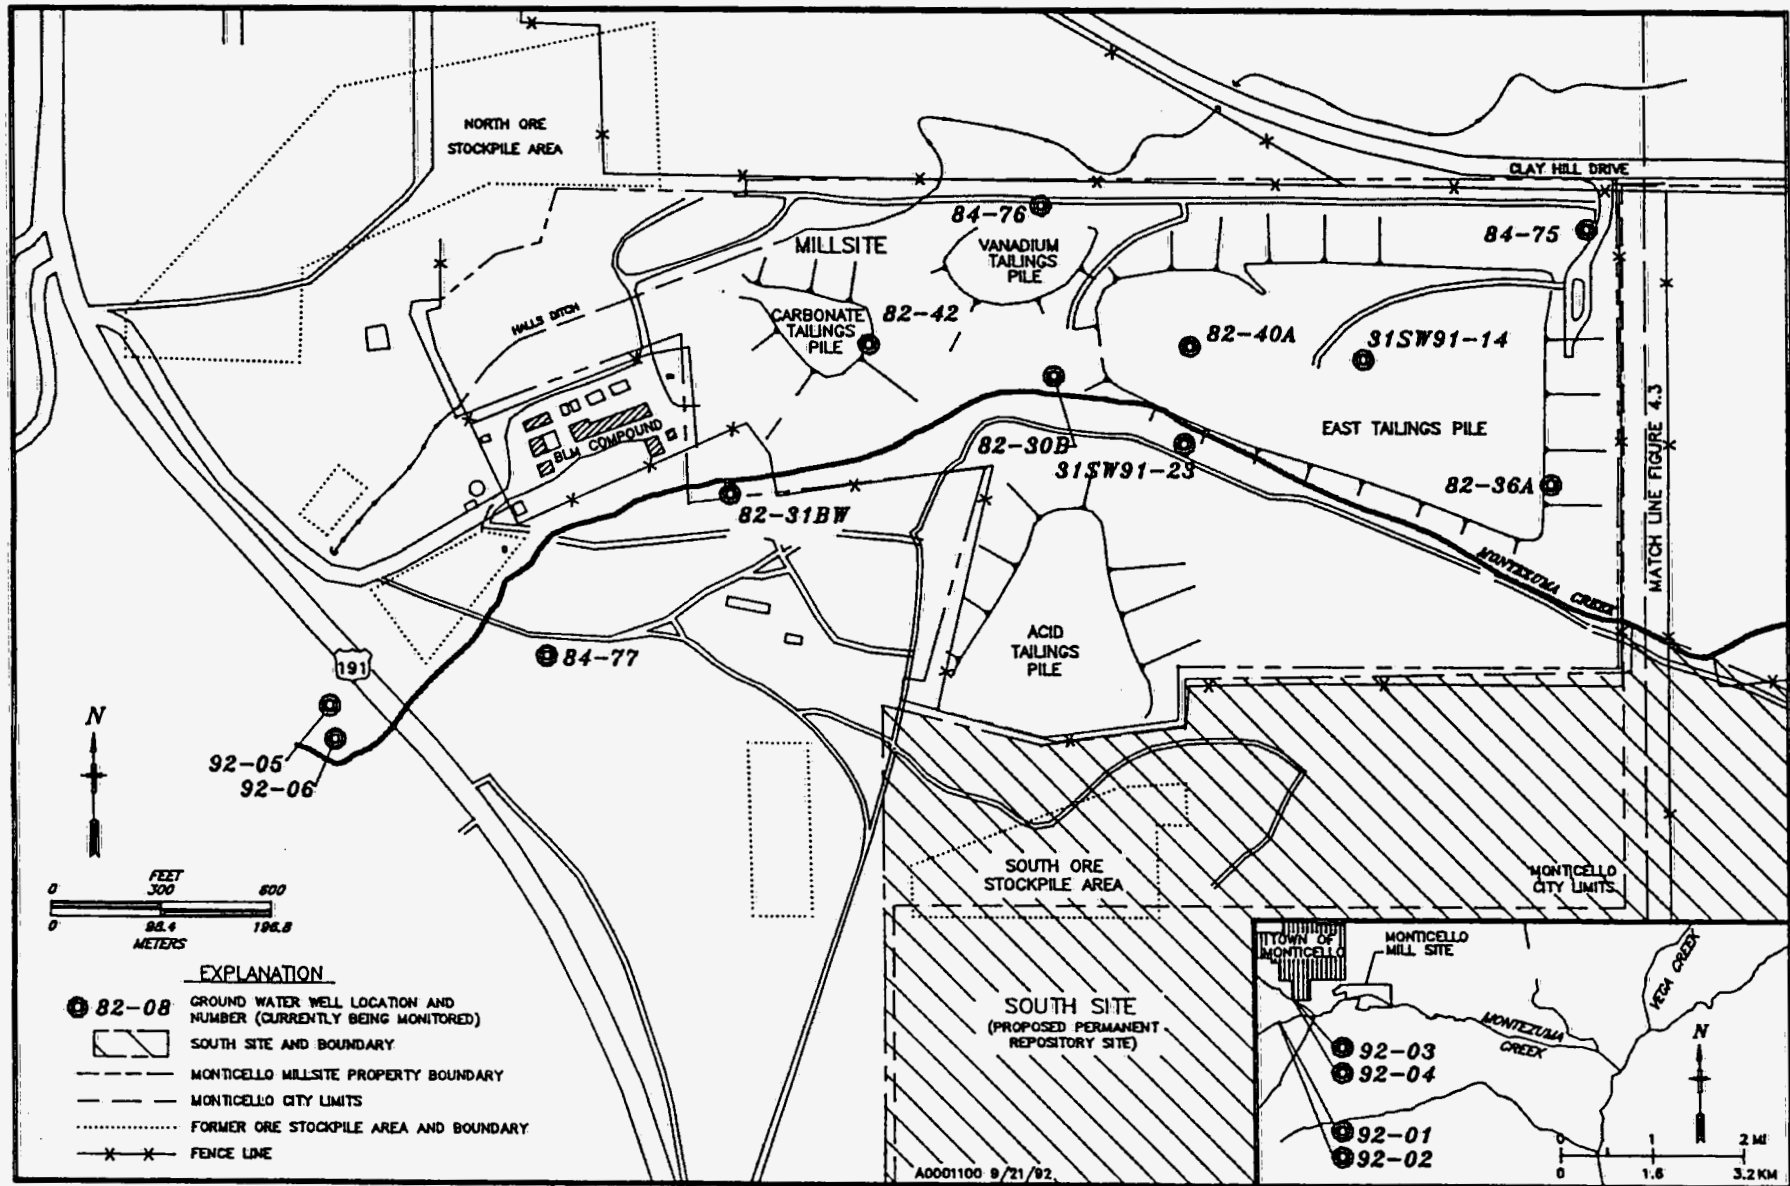 NORTH ORE
STOCKPILE AREA
CLAY HILL DRIVE
84-76
84-75
MILLSITE
VANADIUM
TAILINGS
PILE
HALLS DITCH
CARBONATE
TAILINGS
PILE
82-42
82-40A
31SW91-14
MATCH LINE FIGURE 4.3
BLM COMPOUND
82-30B
31SW91-23
EAST TAILINGS PILE
82-36A
82-31BW
MONTEZUMA CREEK
ACID
TAILINGS
PILE
84-77
191
92-05
92-06
N
FEET
0 300 600
0 98.4 196.8
METERS
SOUTH ORE
STOCKPILE AREA
MONTICELLO
CITY LIMITS
SOUTH SITE
(PROPOSED PERMANENT
REPOSITORY SITE)
EXPLANATION
82-08 GROUND WATER WELL LOCATION AND
NUMBER (CURRENTLY BEING MONITORED)
SOUTH SITE AND BOUNDARY
MONTICELLO MILLSITE PROPERTY BOUNDARY
MONTICELLO CITY LIMITS
FORMER ORE STOCKPILE AREA AND BOUNDARY
FENCE LINE
A0001100 9/21/92
TOWN OF
MONTICELLO
MONTICELLO
MILL SITE
VEGA CREEK
MONTEZUMA
CREEK
N
92-03
92-04
92-01
92-02
0 1 2 MI
0 1.6 3.2 KM